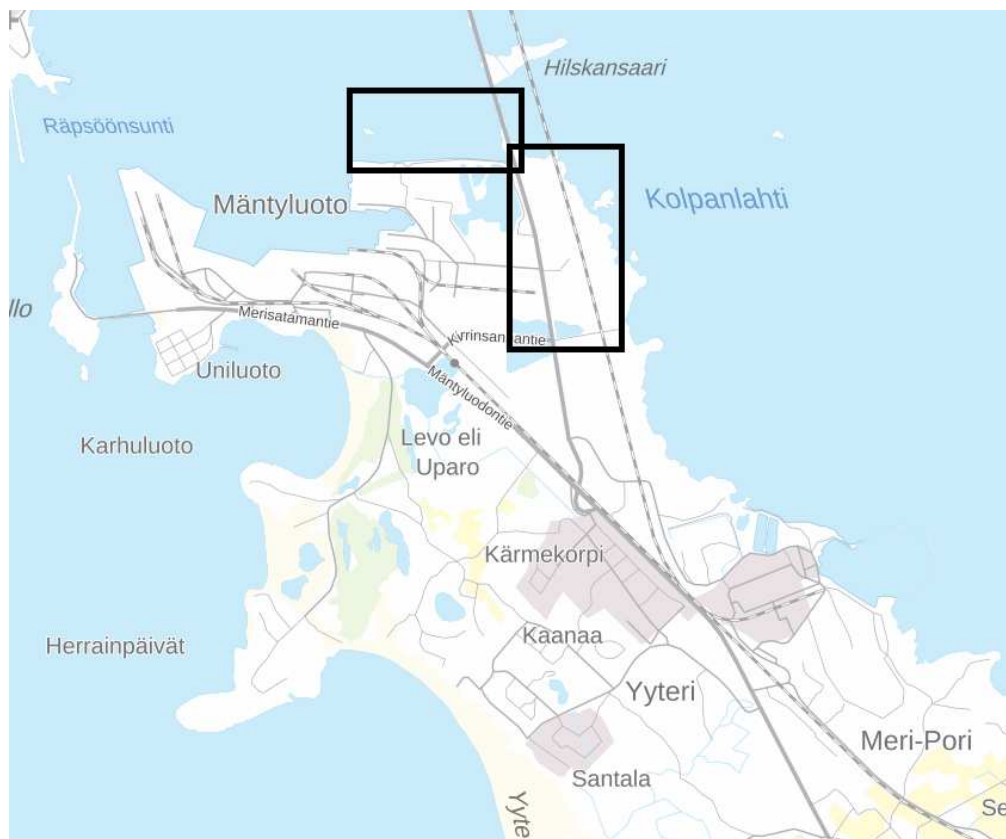 Hilskansaari
Räpsöönsunti
Mäntyluoto
Kolpanlahti
llo
Merisatamantie
Uniluoto
Mäntyluodontie
Karhuluoto
Levo eli
Uparo
Kärmekorpi
Kaanaa
Herrainpäivät
Yyteri
Meri-Pori
Santala
Yyte
Se